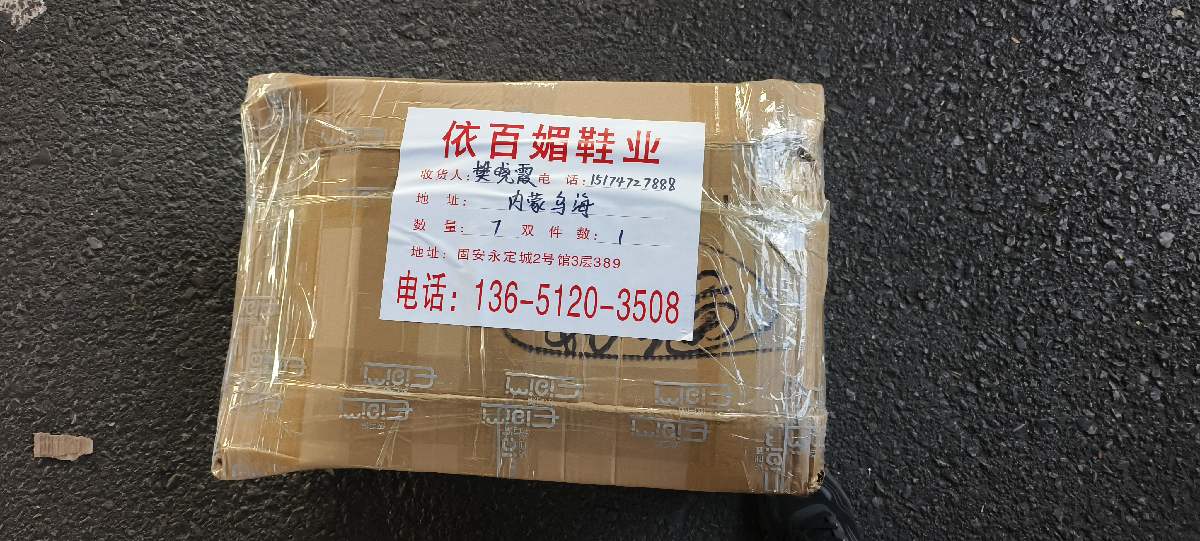 依百媚鞋业
收货人:樊晓霞电 话:15174727888
地 址: 内蒙乌海
数 量: 7 双件数: 1
地址: 固安永定城2号馆3层389
电话: 136-5120-3508